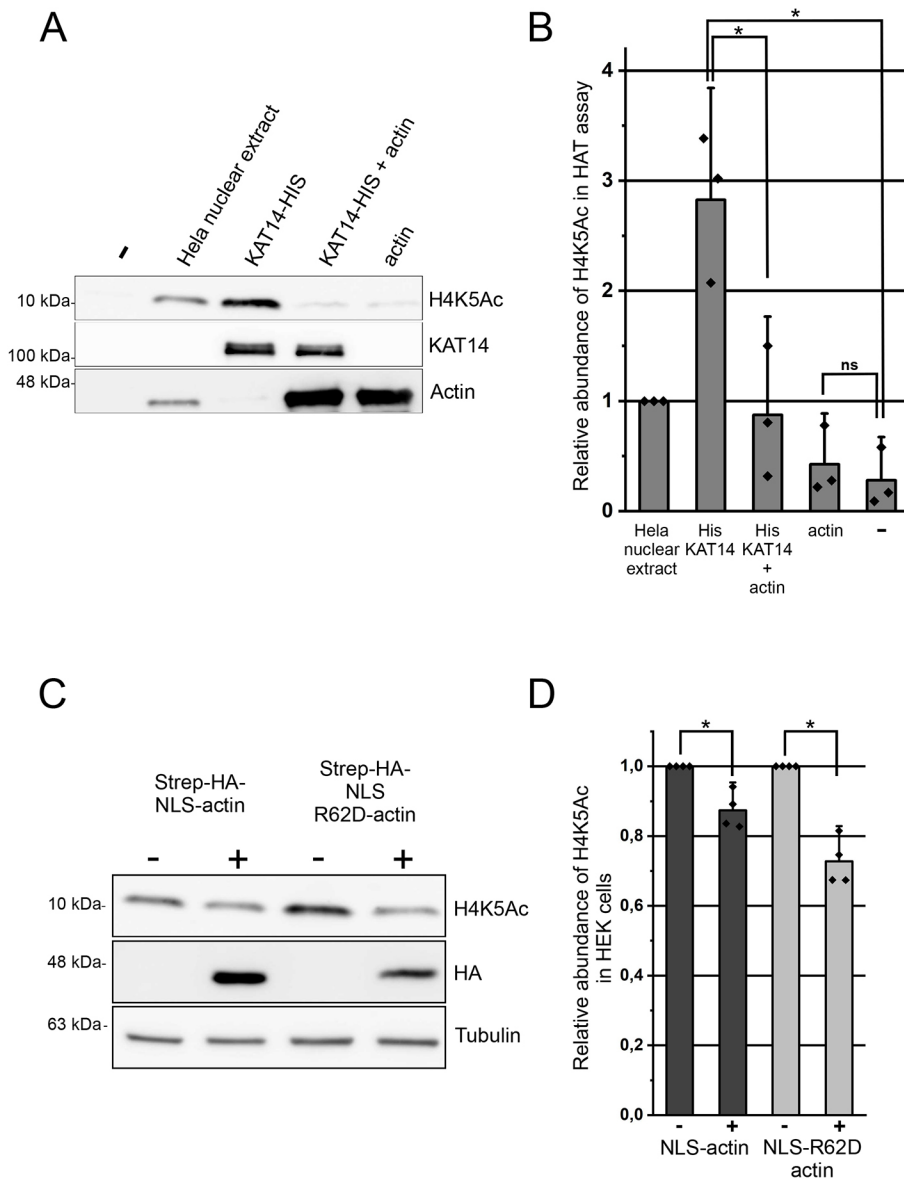 A
-
Hela nuclear extract
KAT14-HIS
KAT14-HIS + actin
actin
10 kDa-
H4K5Ac
100 kDa-
KAT14
48 kDa-
Actin
B
*
*
ns
Relative abundance of H4K5Ac in HAT assay
4
3
2
1
0
Hela
nuclear
extract
His
KAT14
His
KAT14
+
actin
actin
-
C
Strep-HA-
NLS-actin
Strep-HA-
NLS
R62D-actin
- + - +
10 kDa-
H4K5Ac
48 kDa-
HA
63 kDa-
Tubulin
D
*
*
Relative abundance of H4K5Ac
in HEK cells
1,0
0,8
0,6
0,4
0,2
0,0
- + - +
NLS-actin
NLS-R62D
actin